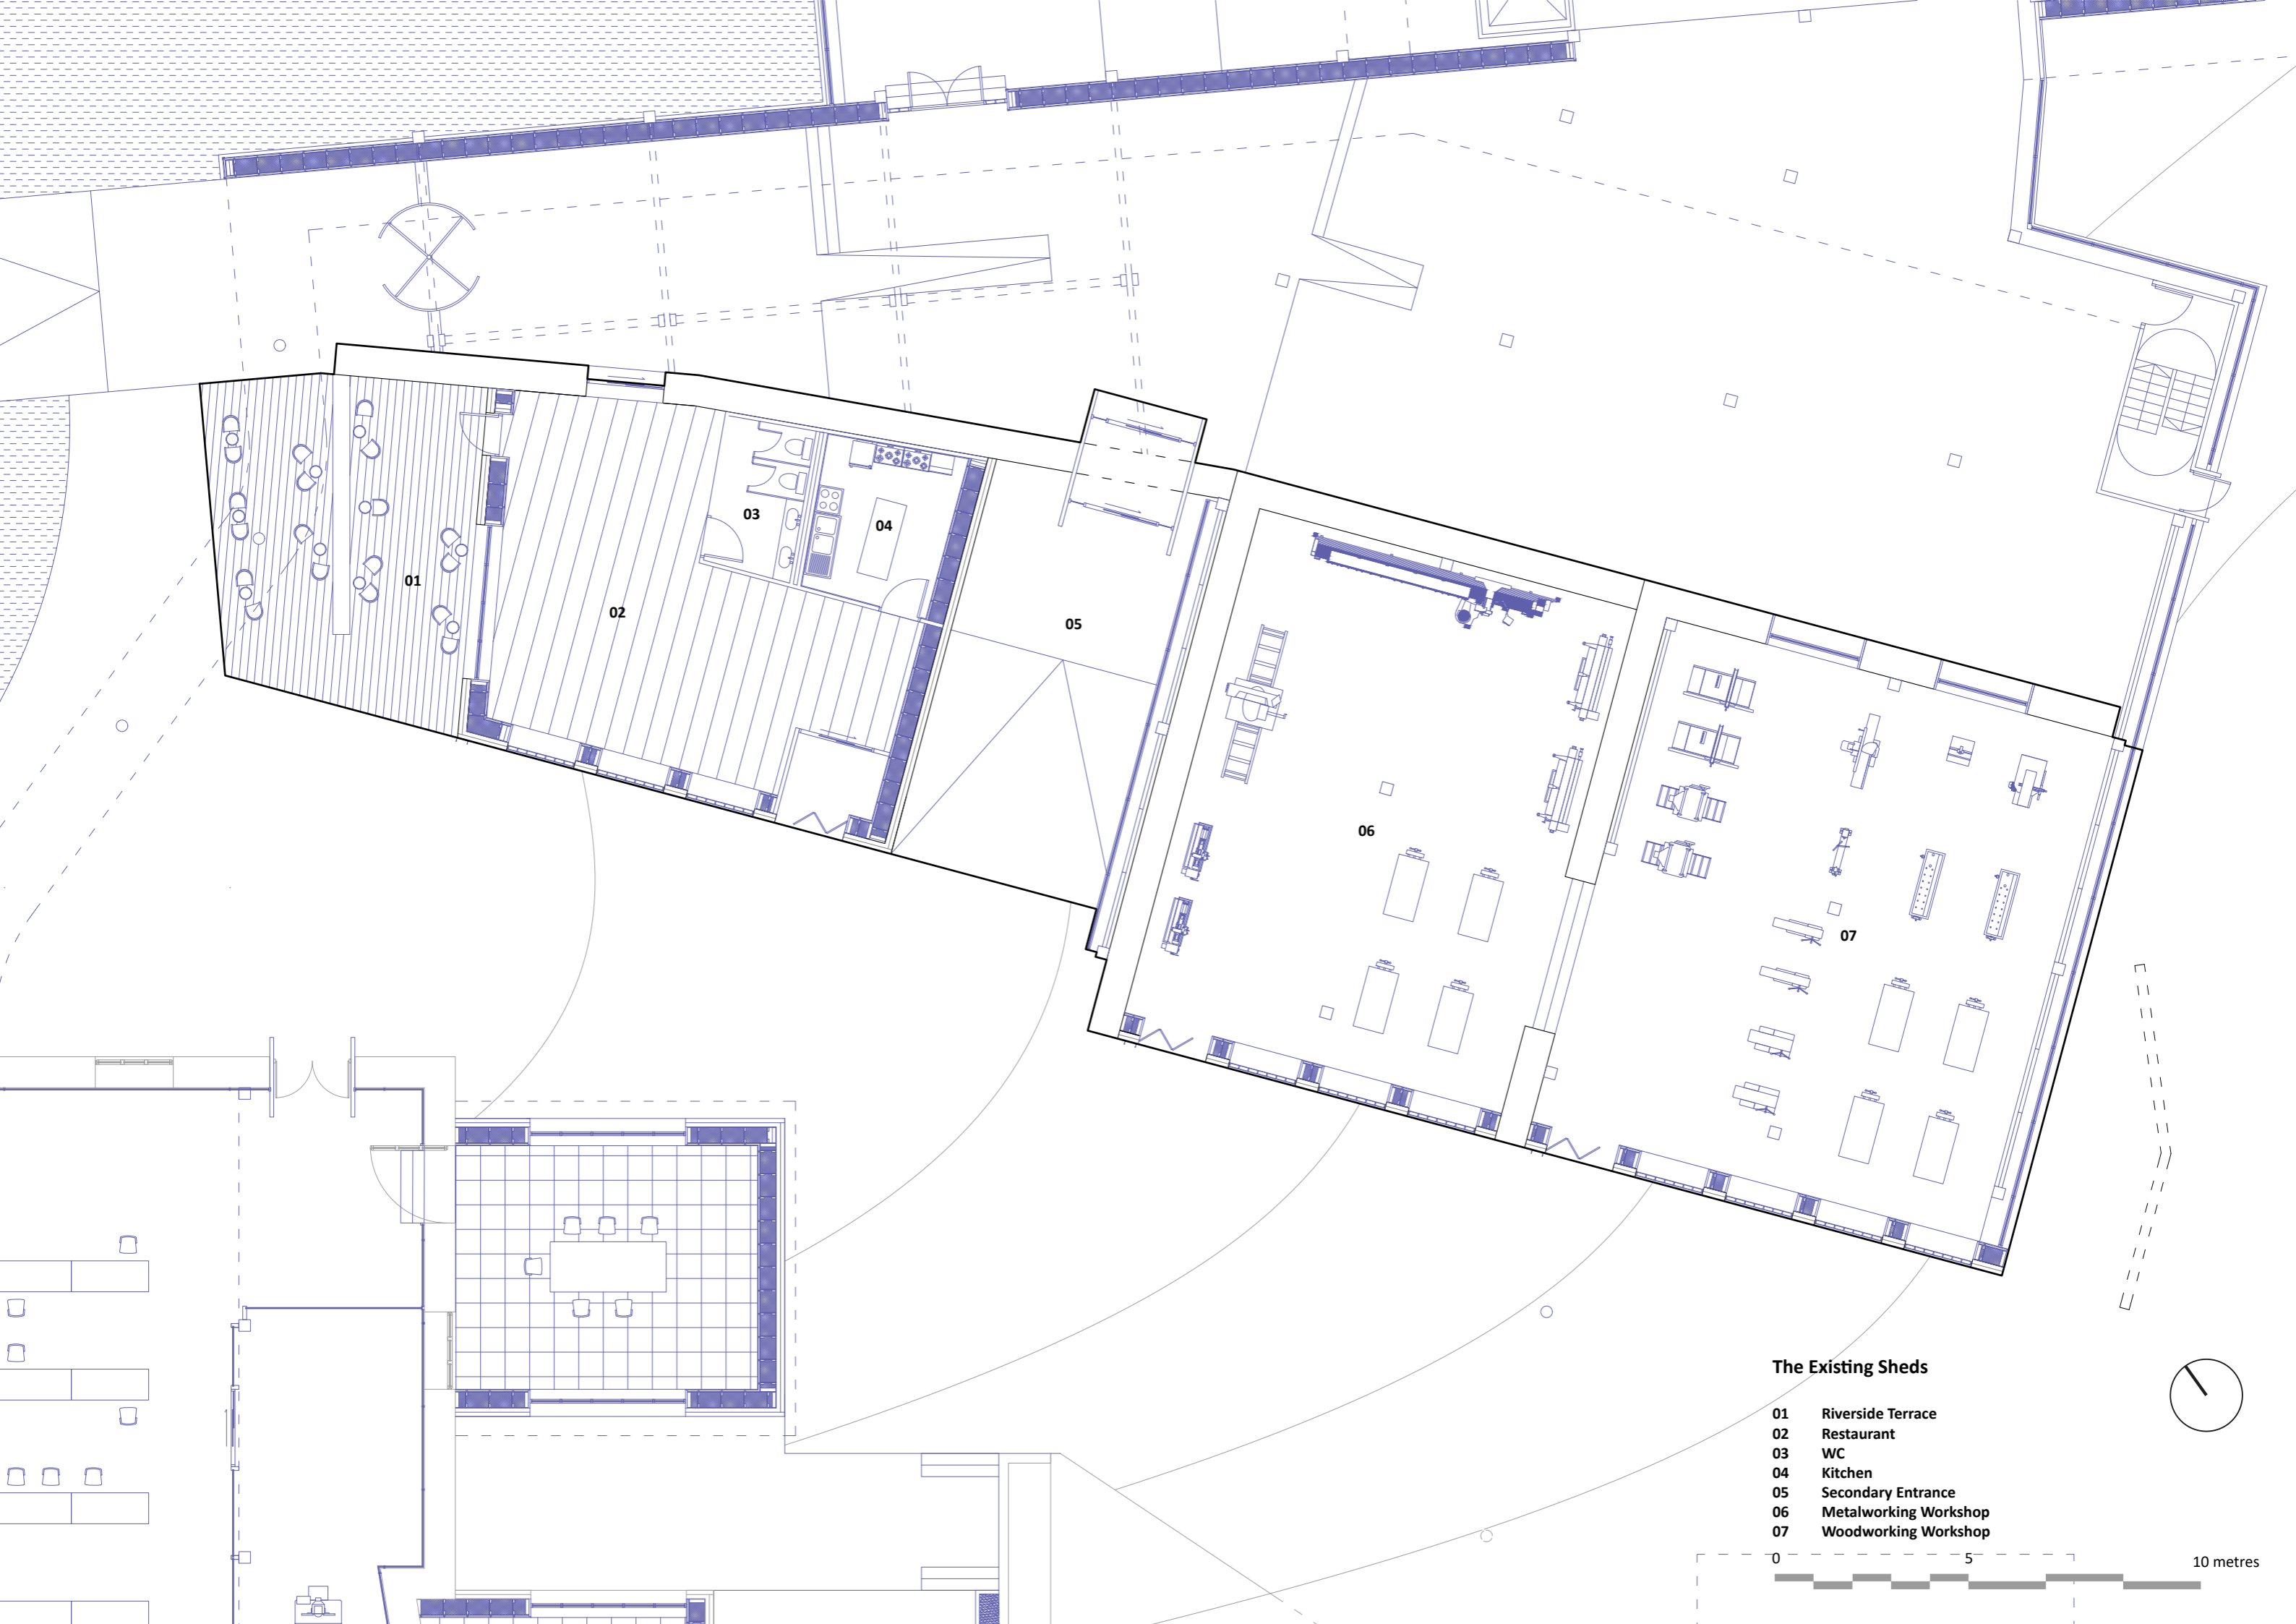 03
04
01
02
05
06
07
The Existing Sheds
01 Riverside Terrace
02 Restaurant
03 WC
04 Kitchen
05 Secondary Entrance
06 Metalworking Workshop
07 Woodworking Workshop
0 5 10 metres